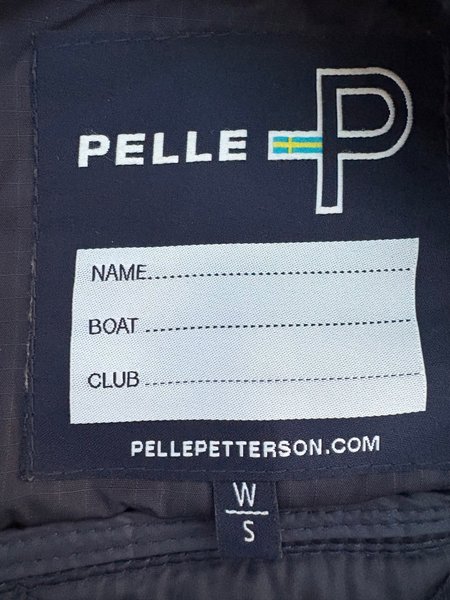 PELLE P
NAME
BOAT
CLUB
PELLEPETTERSON.COM
W
S